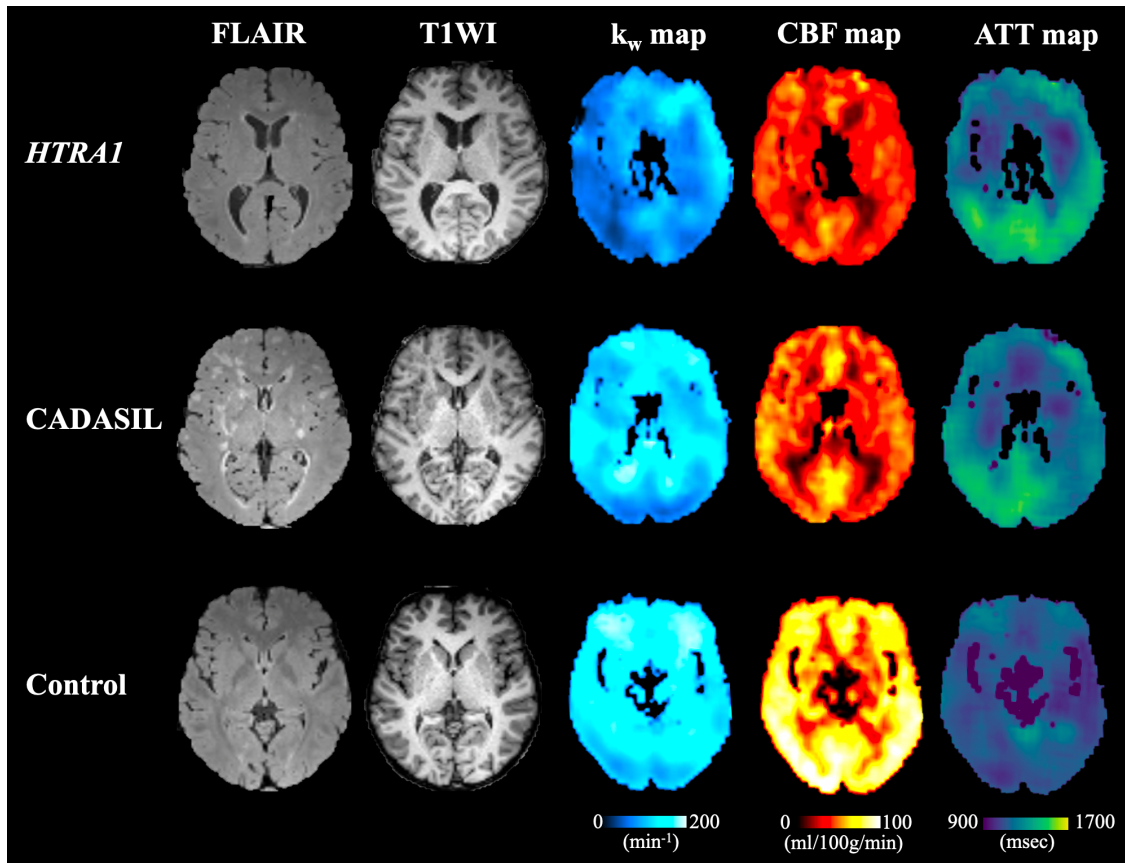 FLAIR T1WI k_w map CBF map ATT map
HTRA1
CADASIL
Control
0 200 0 100 900 1700
(min⁻¹) (ml/100g/min) (msec)